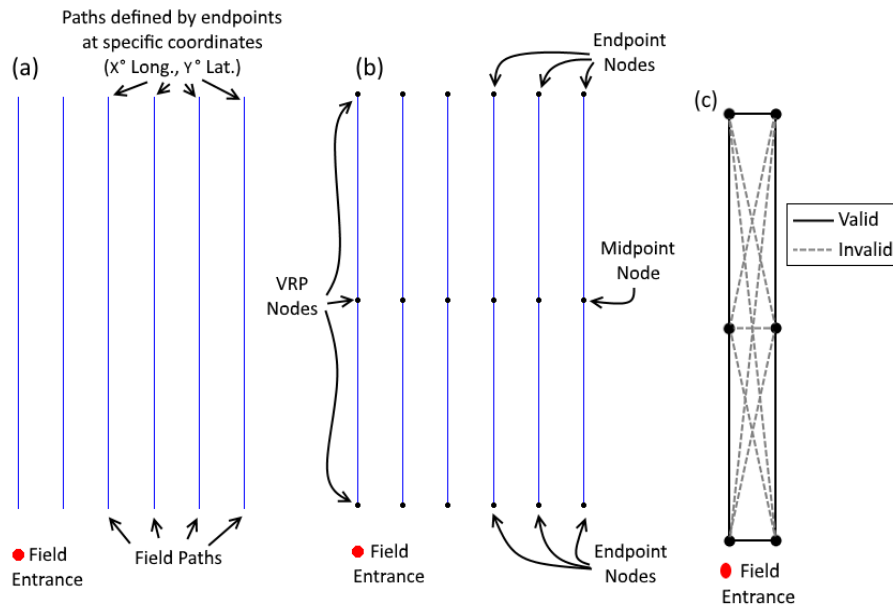 Paths defined by endpoints
at specific coordinates
(X° Long., Y° Lat.)
(a)
Field Paths
Field
Entrance
(b)
Endpoint
Nodes
VRP
Nodes
Midpoint
Node
Endpoint
Nodes
Field
Entrance
(c)
Valid
Invalid
Field
Entrance